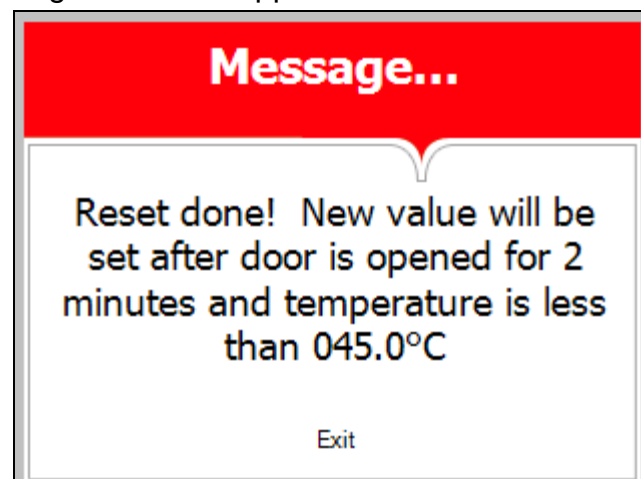 Message...
Reset done!  New value will be
set after door is opened for 2
minutes and temperature is less
than 045.0°C
Exit